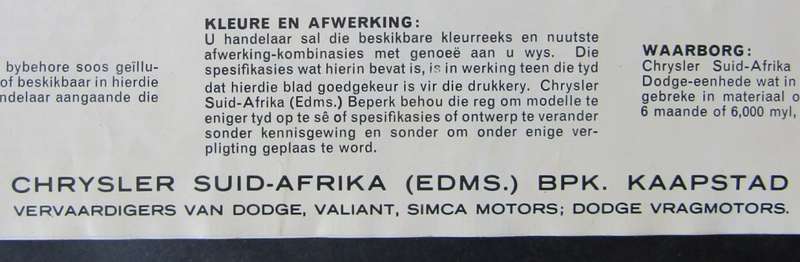 bybehore soos geïllu-
of beskikbaar in hierdie
ndelaar aangaande die
KLEURE EN AFWERKING:
U handelaar sal die beskikbare kleurreeks en nuutste
afwerking-kombinasies met genoeë aan u wys. Die
spesifikasies wat hierin bevat is, is in werking teen die tyd
dat hierdie blad goedgekeur is vir die drukkery. Chrysler
Suid-Afrika (Edms.) Beperk behou die reg om modelle te
eniger tyd op te sê of spesifikasies of ontwerp te verander
sonder kennisgewing en sonder om onder enige ver-
pligting geplaas te word.
WAARBORG:
Chrysler Suid-Afrika
Dodge-eenhede wat in
gebreke in materiaal o
6 maande of 6,000 myl,
CHRYSLER SUID-AFRIKA (EDMS.) BPK. KAAPSTAD
VERVAARDIGERS VAN DODGE, VALIANT, SIMCA MOTORS; DODGE VRAGMOTORS.